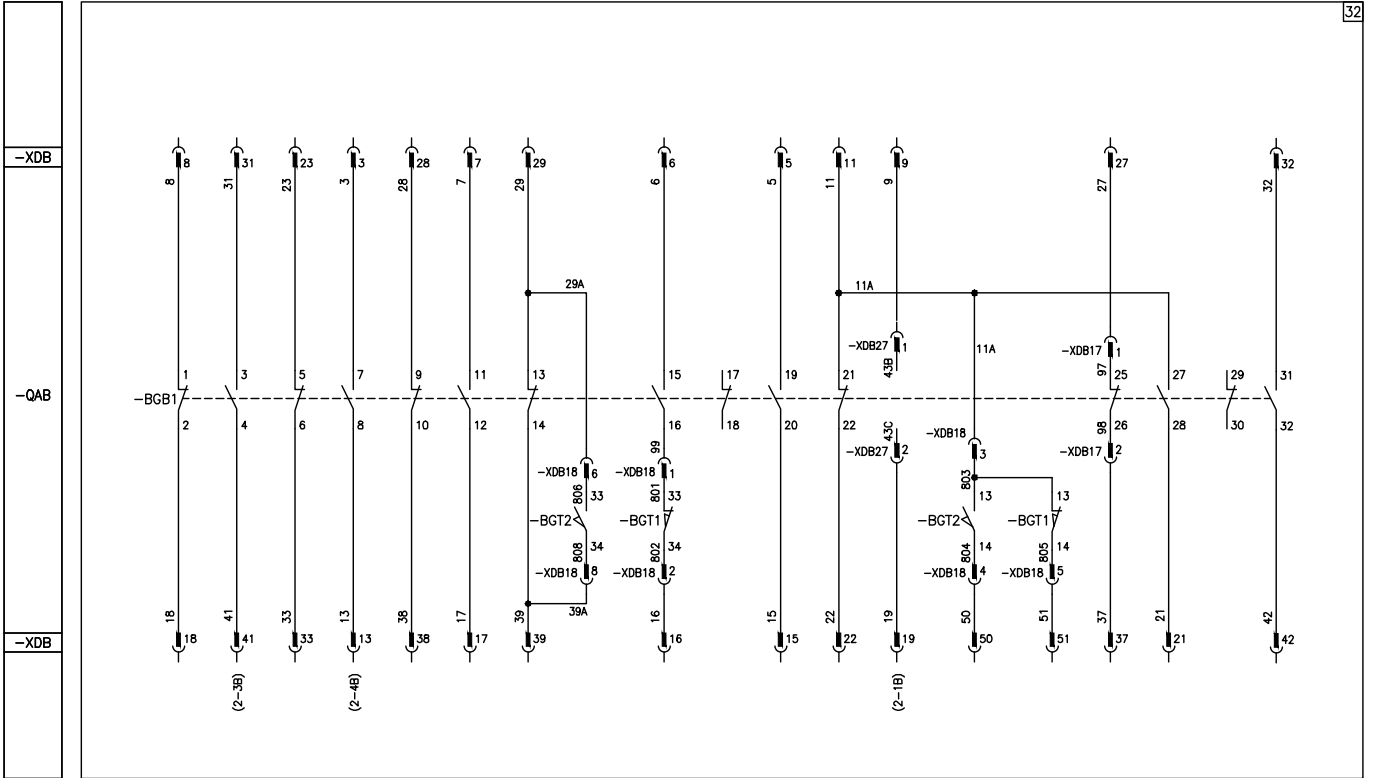 32
-XDB
8 31 23 3 28 7 29 6 5 11 9 27 32
8 31 23 3 28 7 29 6 5 11 9 27 32
29A 11A
-XDB27 1 11A -XDB17 1
43B 97
1 3 5 7 9 11 13 15 17 19 21 25 27 29 31
-QAB
-BGB1
2 4 6 8 10 12 14 16 18 20 22 26 28 30 32
99 43C 98
-XDB18 3
-XDB27 2 -XDB17 2
-XDB18 6 -XDB18 1
803
806 33 801 33 13 13
-BGT2 -BGT1 -BGT2 -BGT1
808 34 802 34 804 14 805 14
-XDB18 8 -XDB18 2 -XDB18 4 -XDB18 5
39A
18 41 33 13 38 17 39 16 15 22 19 50 51 37 21 42
-XDB
18 41 33 13 38 17 39 16 15 22 19 50 51 37 21 42
(2-3B) (2-4B) (2-1B)